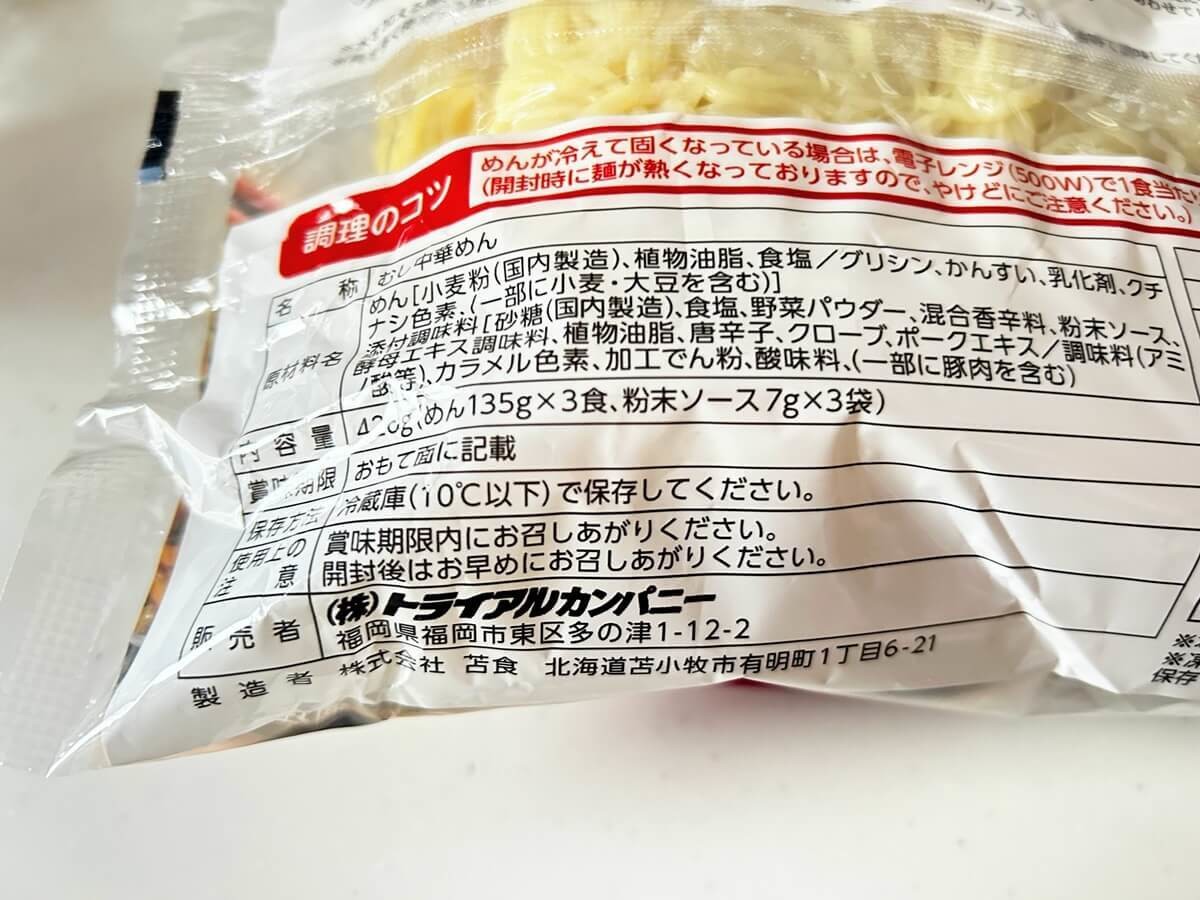 調理のコツ
めんが冷えて固くなっている場合は、電子レンジ(500W)で1食当たり
(開封時に麺が熱くなっておりますので、やけどにご注意ください。)
名称 むし中華めん
原材料名 めん[小麦粉(国内製造)、植物油脂、食塩/グリシン、かんすい、乳化剤、クチ
ナシ色素、(一部に小麦・大豆を含む)]
添付調味料[砂糖(国内製造)、食塩、野菜パウダー、混合香辛料、粉末ソース、
酵母エキス調味料、植物油脂、唐辛子、クローブ、ポークエキス/調味料(アミ
ノ酸等)、カラメル色素、加工でん粉、酸味料、(一部に豚肉を含む)
内容量 426g(めん135g×3食、粉末ソース7g×3袋)
賞味期限 おもて面に記載
保存方法 冷蔵庫(10℃以下)で保存してください。
使用上の 賞味期限内にお召しあがりください。
注意 開封後はお早めにお召しあがりください。
販売者 (株)トライアルカンパニー
福岡県福岡市東区多の津1-12-2
製造者 株式会社 苫食 北海道苫小牧市有明町1丁目6-21
保存